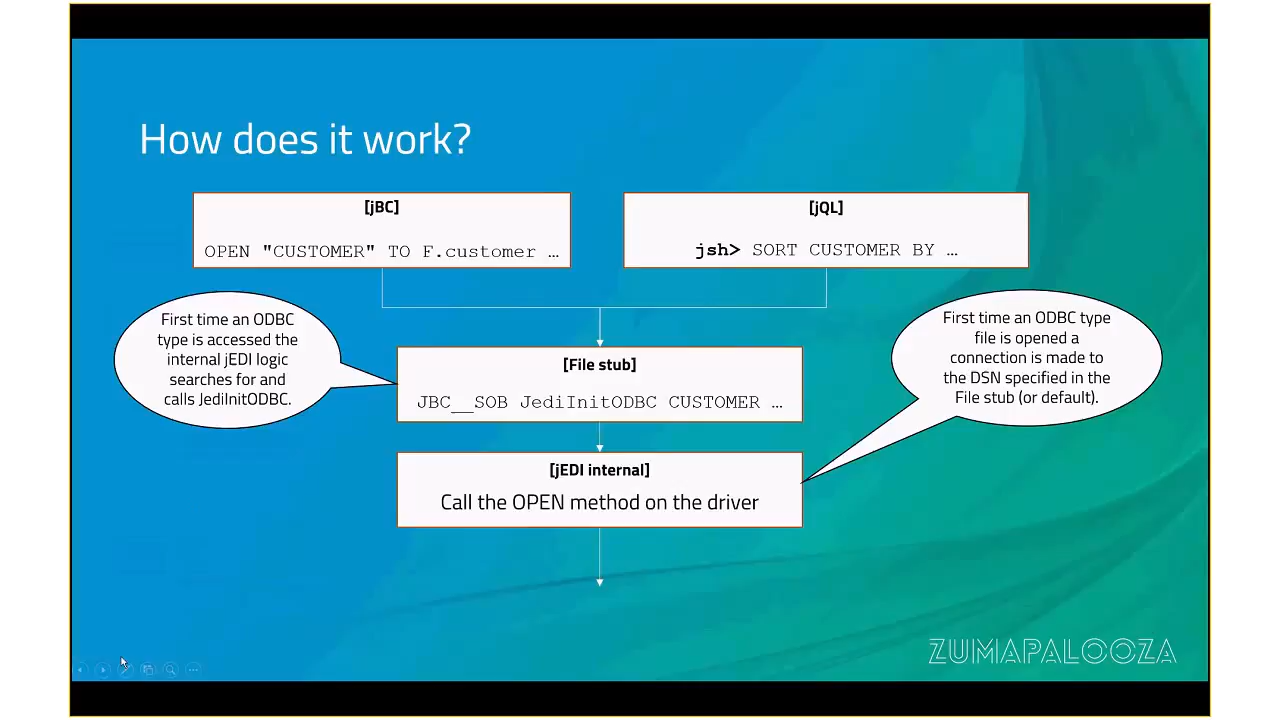 How does it work?
[jBC]
OPEN "CUSTOMER" TO F.customer …
[jQL]
jsh> SORT CUSTOMER BY …
First time an ODBC
type is accessed the
internal jEDI logic
searches for and
calls JediInitODBC.
First time an ODBC type
file is opened a
connection is made to
the DSN specified in the
File stub (or default).
[File stub]
JBC__SOB JediInitODBC CUSTOMER …
[jEDI internal]
Call the OPEN method on the driver
ZUMAPALOOZA